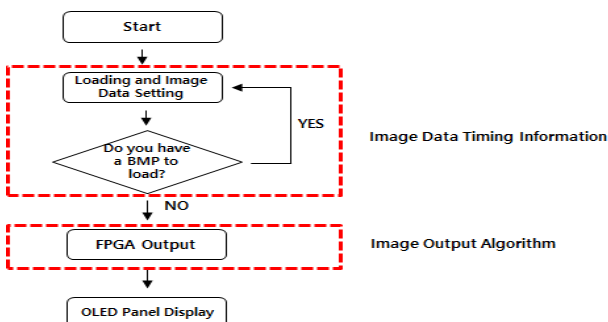 Start
Loading and Image
Data Setting
YES
Image Data Timing Information
Do you have
a BMP to
load?
NO
FPGA Output
Image Output Algorithm
OLED Panel Display